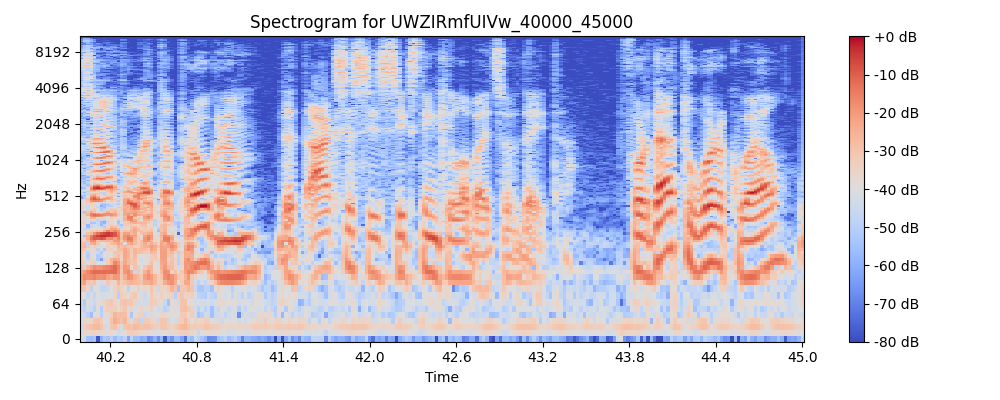 Spectrogram for UWZIRmfUIVw_40000_45000
8192
4096
2048
1024
512
256
128
64
0
Hz
40.2 40.8 41.4 42.0 42.6 43.2 43.8 44.4 45.0
Time
+0 dB
-10 dB
-20 dB
-30 dB
-40 dB
-50 dB
-60 dB
-70 dB
-80 dB